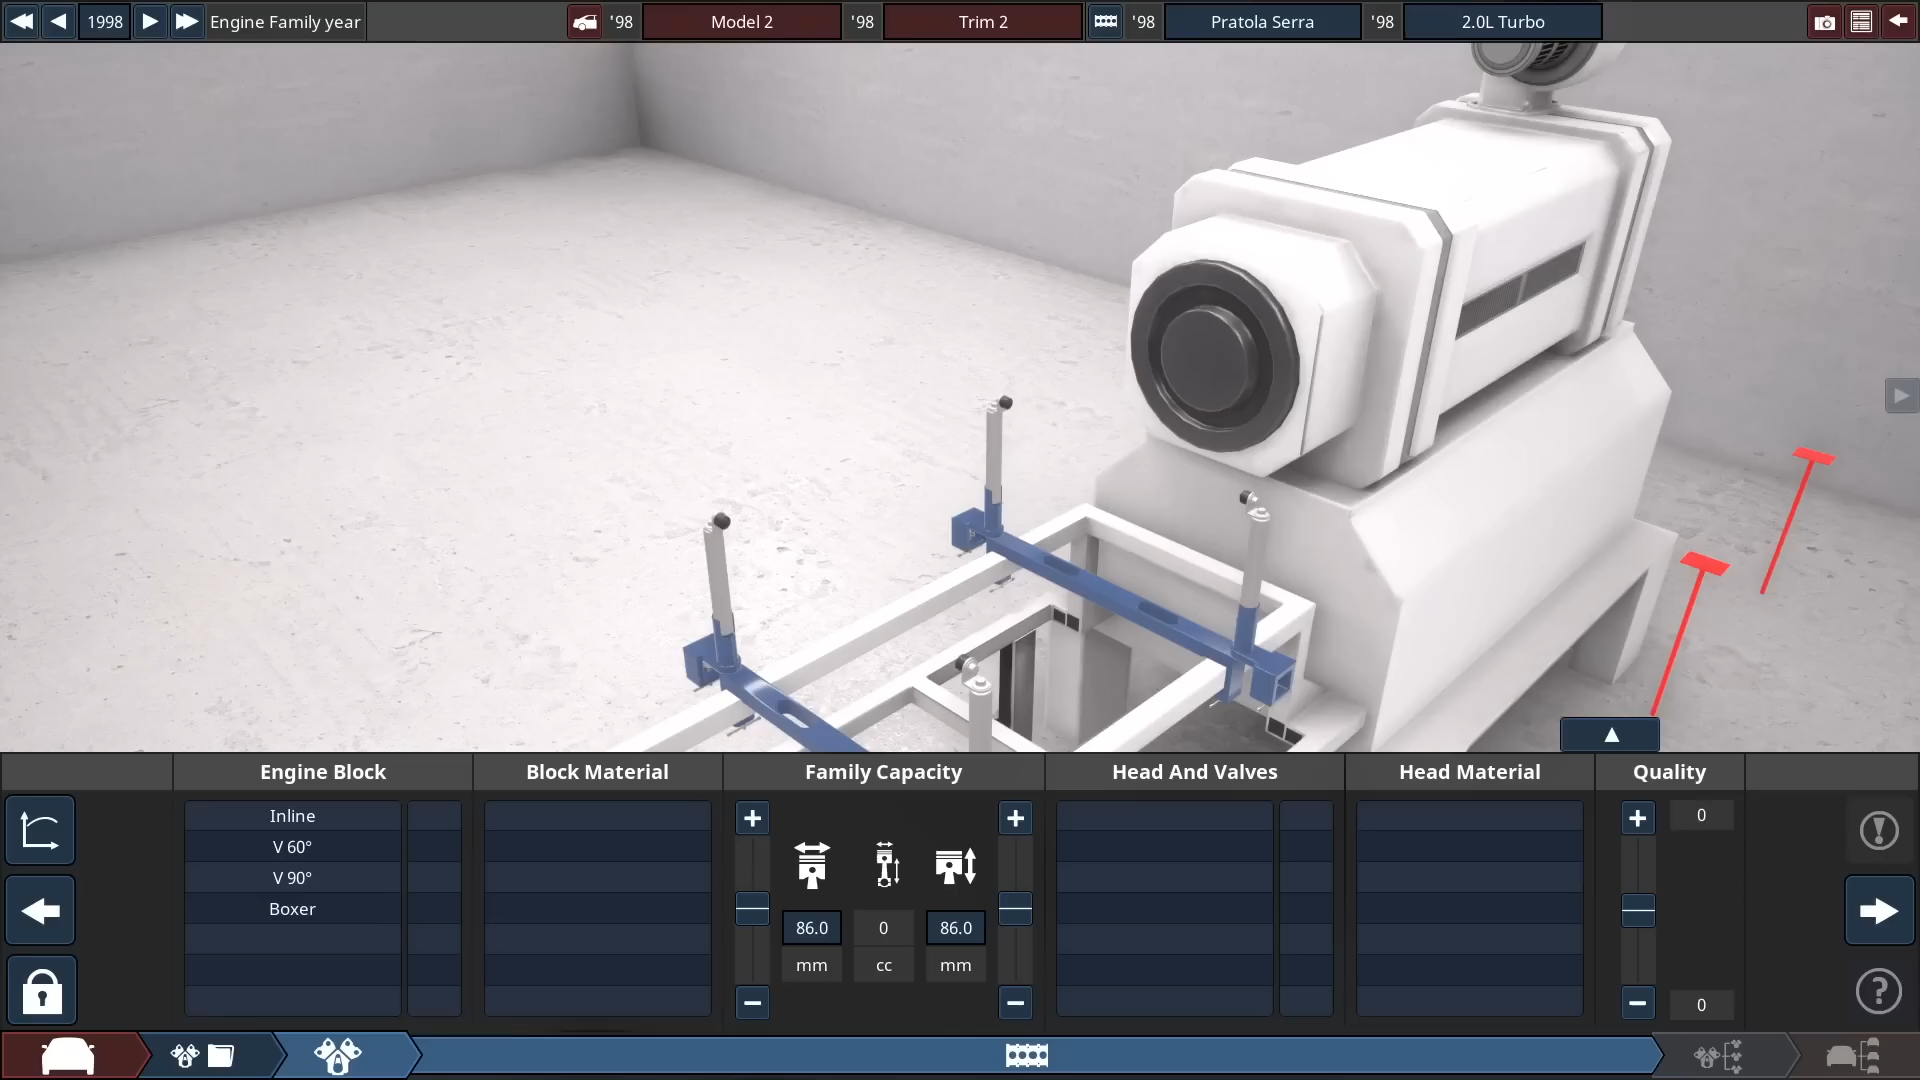 1998 Engine Family year '98 Model 2 '98 Trim 2 '98 Pratola Serra '98 2.0L Turbo
Engine Block Block Material Family Capacity Head And Valves Head Material Quality
Inline
V 60°
V 90°
Boxer
86.0 0 86.0
mm cc mm
0
0